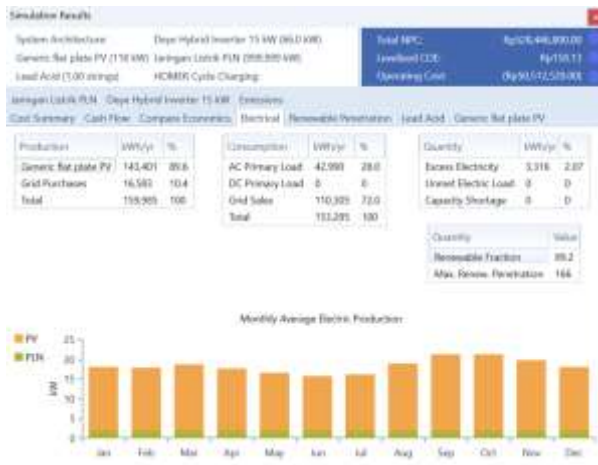 Simulation Results
System Architecture: Deye Hybrid Inverter 15 kW (66.0 kW)
Generic flat plate PV (118 kW) Jaringan Listrik PLN (999,999 kW)
Lead Acid (1.00 strings) HOMER Cycle Charging
Total NPC:
Levelized COE:
Operating Cost:
Jaringan Listrik PLN Deye Hybrid Inverter 15 kW Emissions
Cost Summary Cash Flow Compare Economics Electrical Renewable Penetration Lead Acid Generic flat plate PV
Production kWh/yr %
Generic flat plate PV 143,401 89.6
Grid Purchases 16,583 10.4
Total 100
Consumption kWh/yr %
AC Primary Load 28.0
DC Primary Load 0 0
Grid Sales 110,305 72.0
Total 100
Quantity kWh/yr %
Excess Electricity 3,316 2.07
Unmet Electric Load 0 0
Capacity Shortage 0 0
Quantity Value
Renewable Fraction 89.2
Max. Renew. Penetration 166
Monthly Average Electric Production
PV
PLN
kW
25
20
15
10
5
0
Jan Feb Mar Apr May Jun Jul Aug Sep Oct Nov Dec